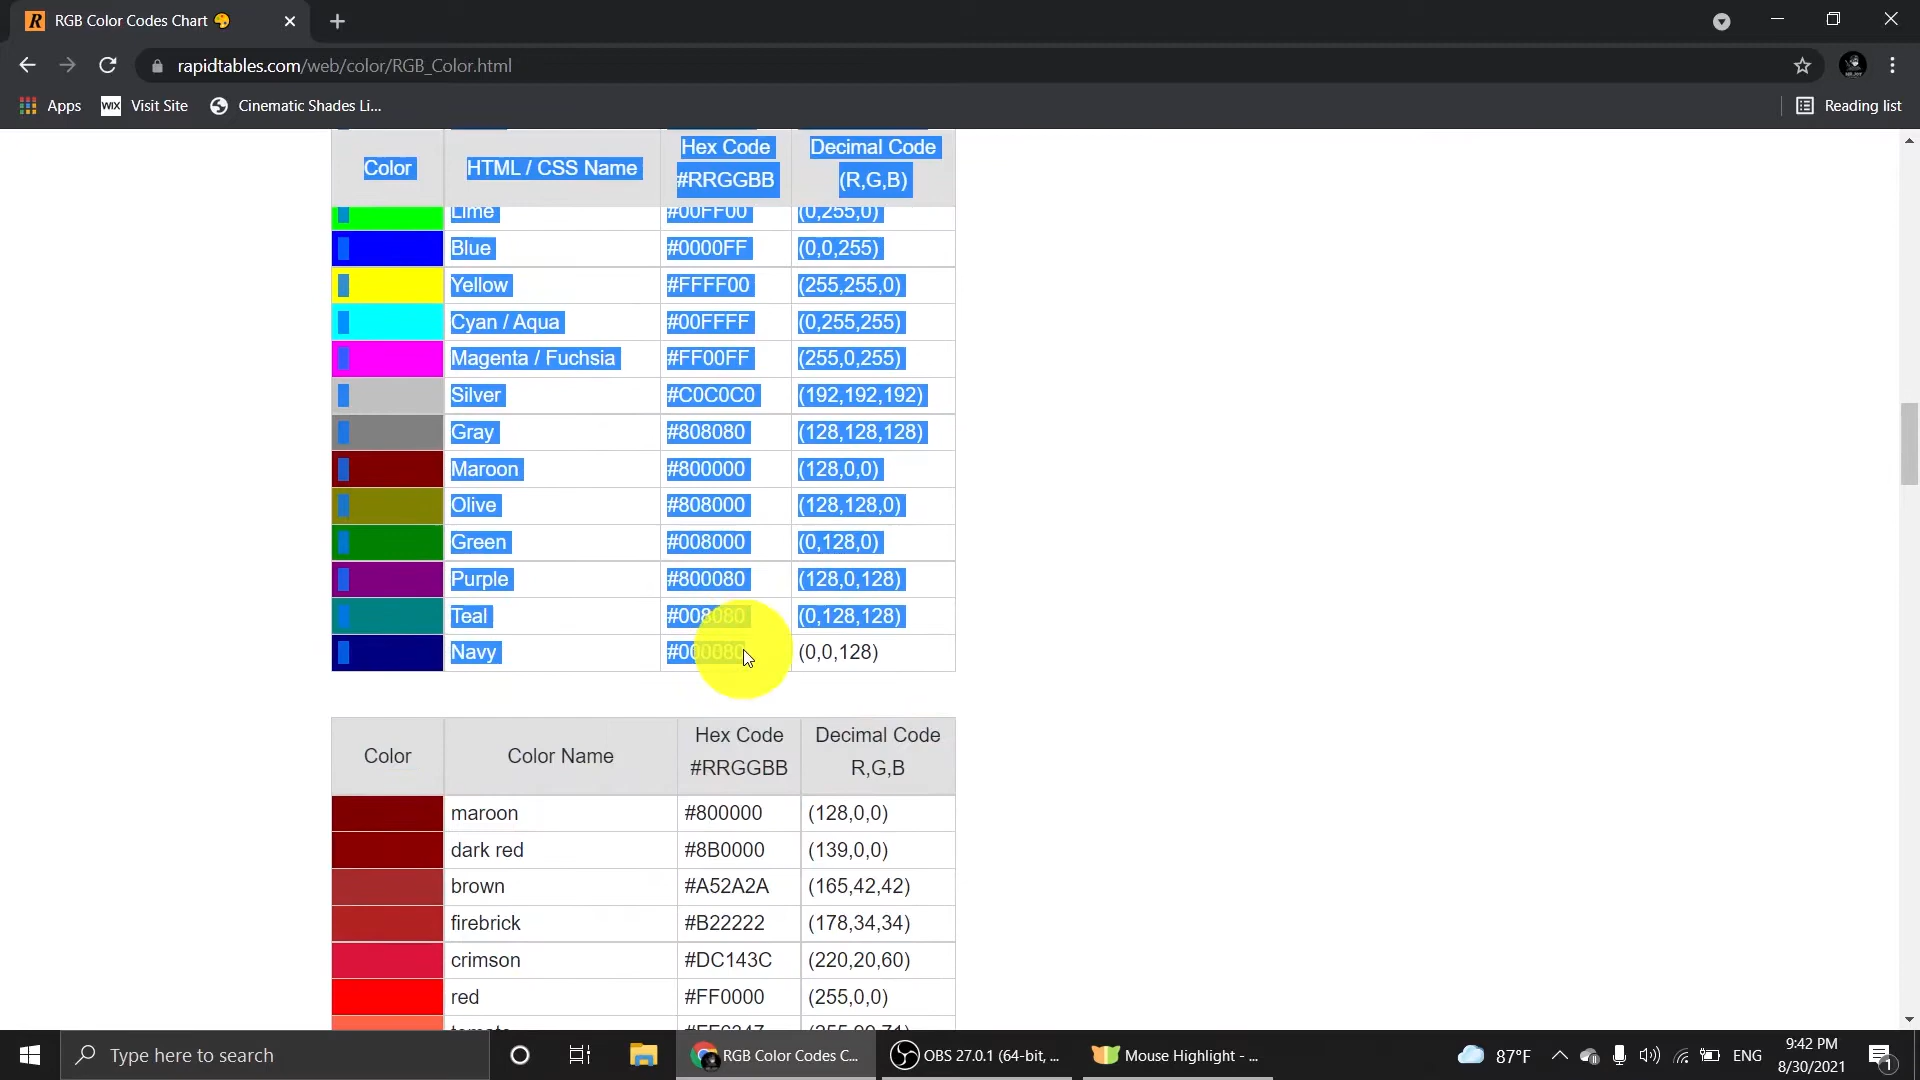 RGB Color Codes Chart
rapidtables.com/web/color/RGB_Color.html
Apps
WiX Visit Site
Cinematic Shades Li...
Reading list
Color HTML / CSS Name Hex Code #RRGGBB Decimal Code (R,G,B)
Lime #00FF00 (0,255,0)
Blue #0000FF (0,0,255)
Yellow #FFFF00 (255,255,0)
Cyan / Aqua #00FFFF (0,255,255)
Magenta / Fuchsia #FF00FF (255,0,255)
Silver #C0C0C0 (192,192,192)
Gray #808080 (128,128,128)
Maroon #800000 (128,0,0)
Olive #808000 (128,128,0)
Green #008000 (0,128,0)
Purple #800080 (128,0,128)
Teal #008080 (0,128,128)
Navy #000080 (0,0,128)
Color Color Name Hex Code #RRGGBB Decimal Code R,G,B
maroon #800000 (128,0,0)
dark red #8B0000 (139,0,0)
brown #A52A2A (165,42,42)
firebrick #B22222 (178,34,34)
crimson #DC143C (220,20,60)
red #FF0000 (255,0,0)
Type here to search
RGB Color Codes C...
OBS 27.0.1 (64-bit, ...
Mouse Highlight - ...
87°F
ENG
9:42 PM
8/30/2021
1